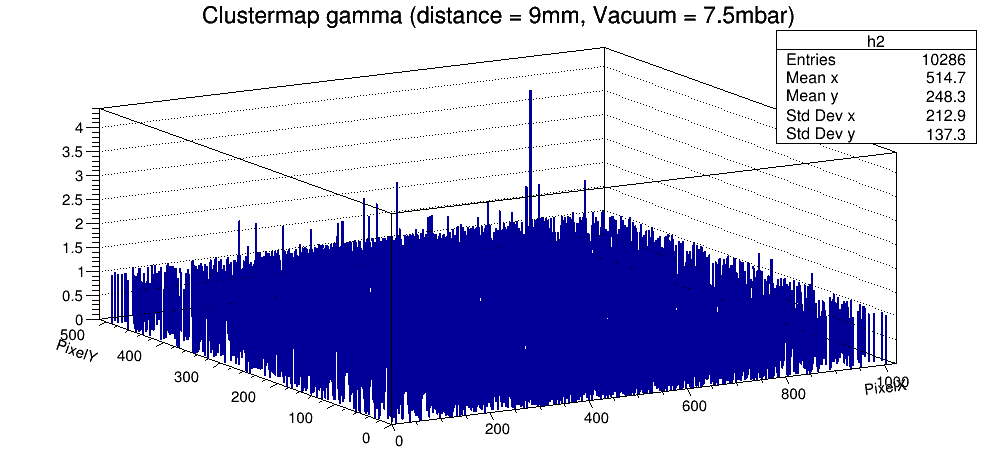 Clustermap gamma (distance = 9mm, Vacuum = 7.5mbar)
h2
Entries 10286
Mean x 514.7
Mean y 248.3
Std Dev x 212.9
Std Dev y 137.3
4
3.5
3
2.5
2
1.5
1
0.5
0
500
PixelY
400
300
200
100
0
0
200
400
600
800
1000
PixelX